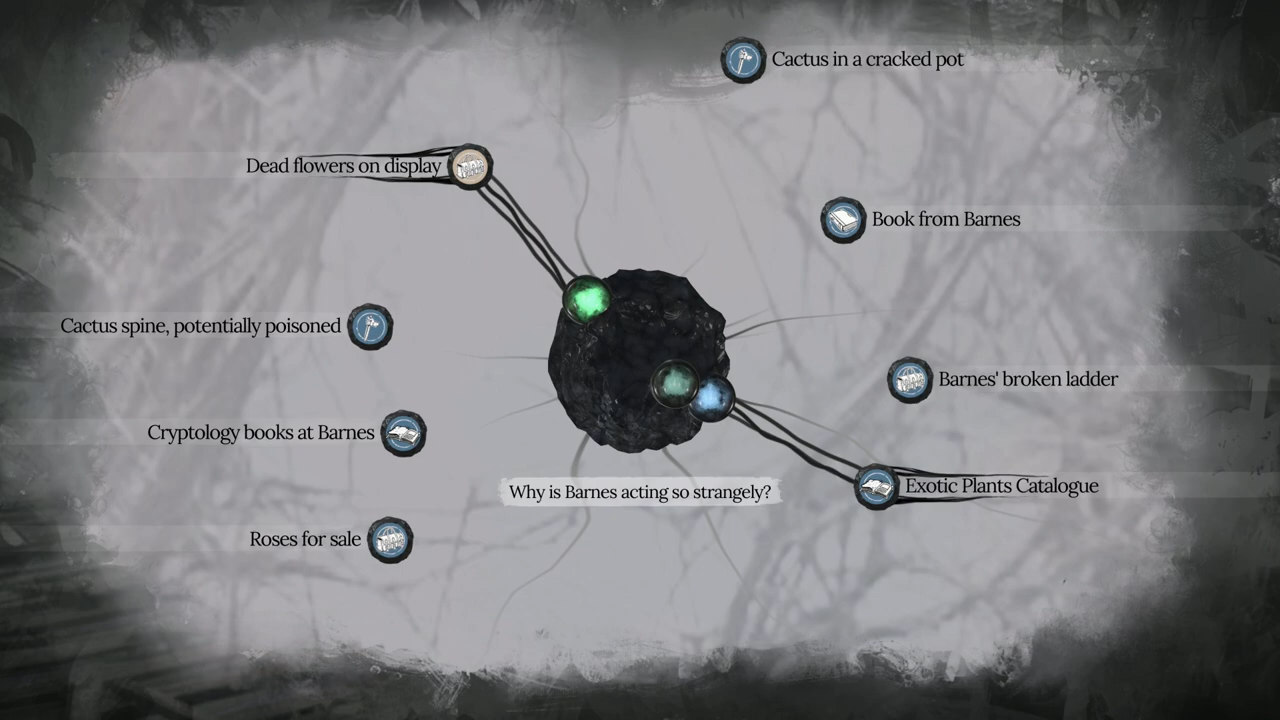 Cactus in a cracked pot
Dead flowers on display
Book from Barnes
Cactus spine, potentially poisoned
Barnes' broken ladder
Cryptology books at Barnes
Exotic Plants Catalogue
Why is Barnes acting so strangely?
Roses for sale